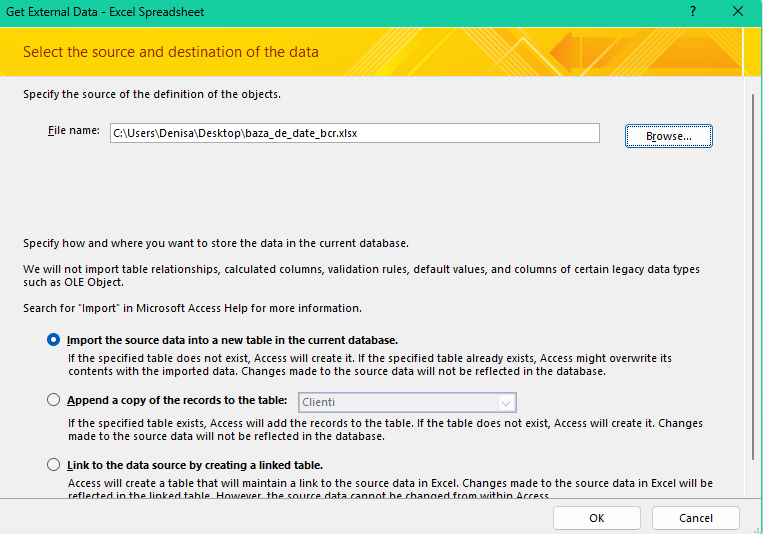 Get External Data - Excel Spreadsheet
?
Select the source and destination of the data
Specify the source of the definition of the objects.
File name: C:\Users\Denisa\Desktop\baza_de_date_bcr.xlsx Browse...
Specify how and where you want to store the data in the current database.
We will not import table relationships, calculated columns, validation rules, default values, and columns of certain legacy data types
such as OLE Object.
Search for "Import" in Microsoft Access Help for more information.
Import the source data into a new table in the current database.
If the specified table does not exist, Access will create it. If the specified table already exists, Access might overwrite its
contents with the imported data. Changes made to the source data will not be reflected in the database.
Append a copy of the records to the table: Clienti
If the specified table exists, Access will add the records to the table. If the table does not exist, Access will create it. Changes
made to the source data will not be reflected in the database.
Link to the data source by creating a linked table.
Access will create a table that will maintain a link to the source data in Excel. Changes made to the source data in Excel will be
reflected in the linked table. However, the source data cannot be changed from within Access.
OK Cancel